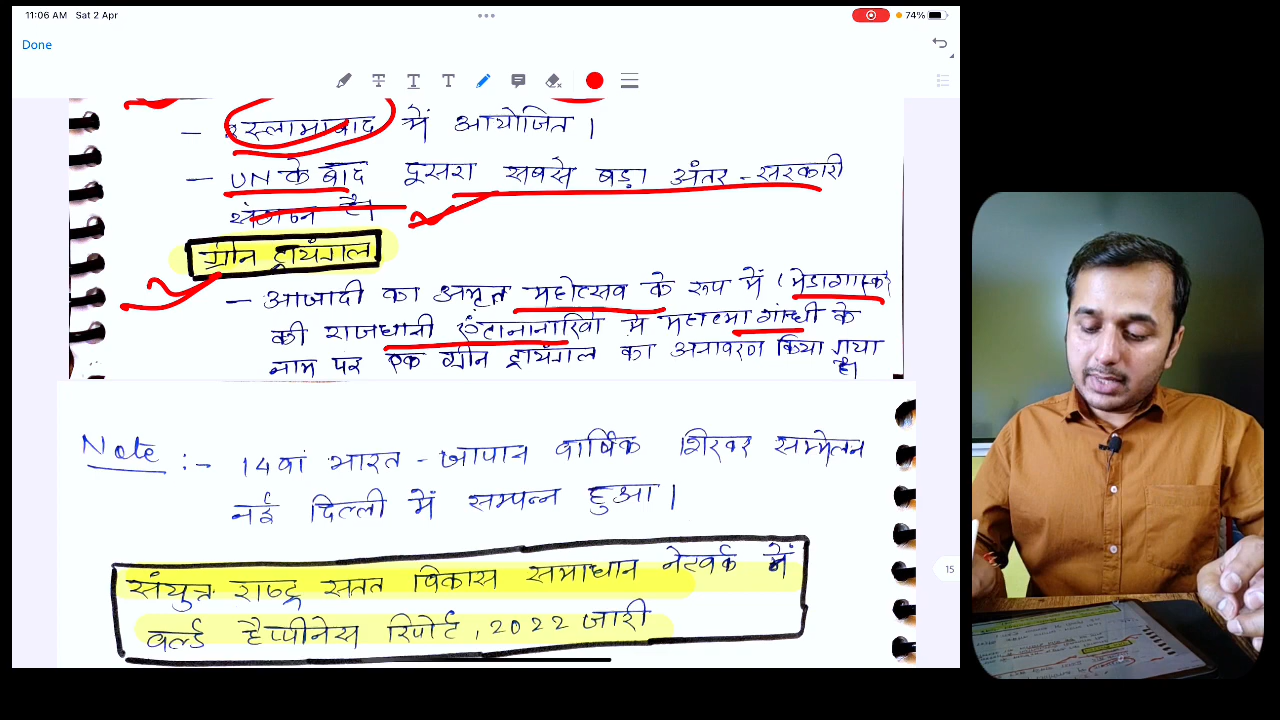 11:06 AM Sat 2 Apr
74%
Done
T T T
- इस्लामाबाद में आयोजित।
- UN के बाद दूसरा सबसे बड़ा अंतर-सरकारी
संगठन है।
ग्रीन ट्रायंगल
- आजादी का अमृत महोत्सव के रूप में (मेडागास्कर)
की राजधानी एंटानानारिवो में महात्मा गांधी के
नाम पर एक ग्रीन ट्रायंगल का अनावरण किया गया
है।
Note :- 14वां भारत - जापान वार्षिक शिखर सम्मेलन
नई दिल्ली में सम्पन्न हुआ।
15
संयुक्त राष्ट्र सतत विकास समाधान नेटवर्क ने
वर्ल्ड हैप्पीनेस रिपोर्ट, 2022 जारी